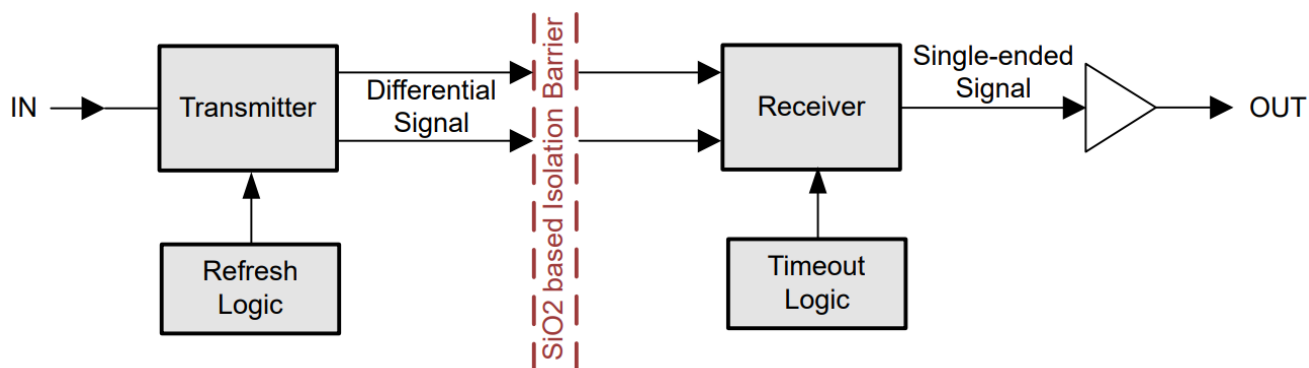 IN
Transmitter
Differential
Signal
SiO2 based Isolation Barrier
Receiver
Single-ended
Signal
OUT
Refresh
Logic
Timeout
Logic